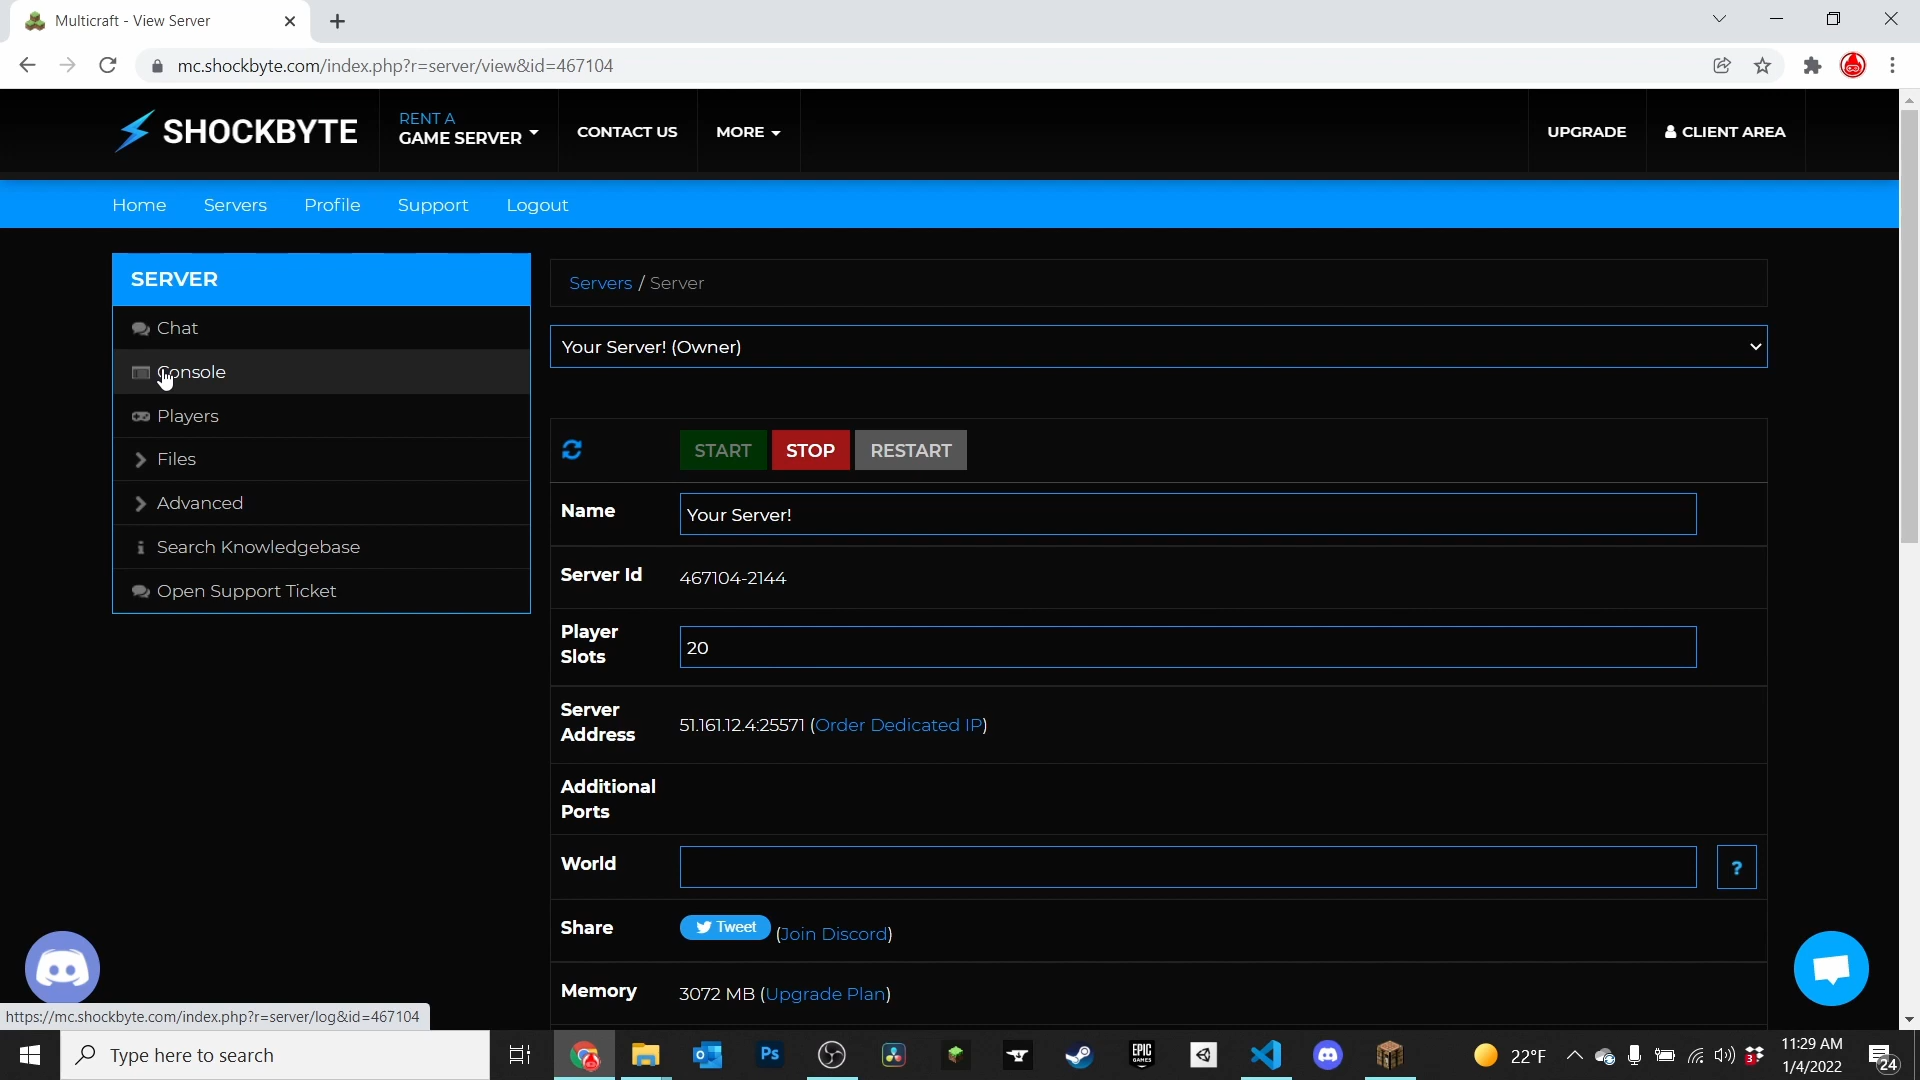 Multicraft - View Server
mc.shockbyte.com/index.php?r=server/view&id=467104
SHOCKBYTE
RENT A
GAME SERVER
CONTACT US
MORE
UPGRADE
CLIENT AREA
Home Servers Profile Support Logout
SERVER
Chat
Console
Players
Files
Advanced
Search Knowledgebase
Open Support Ticket
Servers / Server
Your Server! (Owner)
START STOP RESTART
Name Your Server!
Server Id 467104-2144
Player
Slots
20
Server
Address
51.161.12.4:25571 (Order Dedicated IP)
Additional
Ports
World
?
Share Tweet (Join Discord)
Memory 3072 MB (Upgrade Plan)
https://mc.shockbyte.com/index.php?r=server/log&id=467104
Type here to search
Ps
EPIC
GAMES
22°F
3
11:29 AM
1/4/2022
24